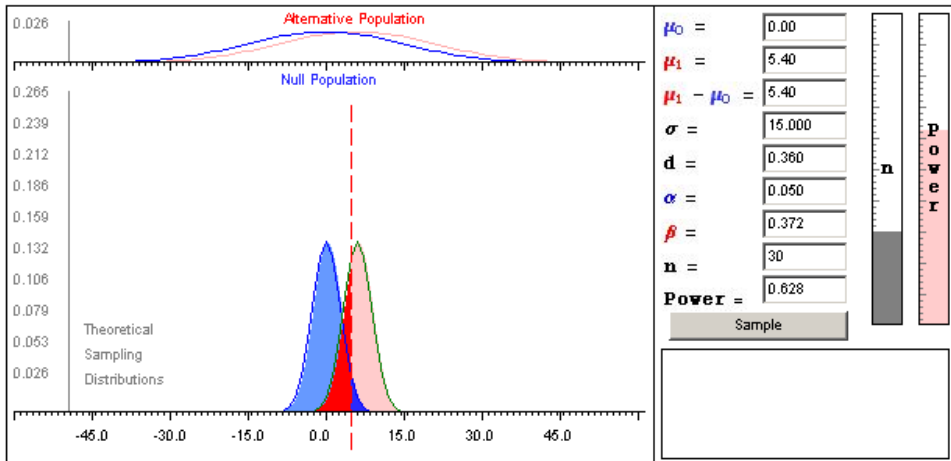 0.026
Alternative Population
Null Population
0.265
0.239
0.212
0.186
0.159
0.132
0.106
0.079
0.053
0.026
Theoretical
Sampling
Distributions
-45.0 -30.0 -15.0 0.0 15.0 30.0 45.0
μ0 = 0.00
μ1 = 5.40
μ1 - μ0 = 5.40
σ = 15.000
d = 0.360
α = 0.050
β = 0.372
n = 30
Power = 0.628
Sample
n
Power